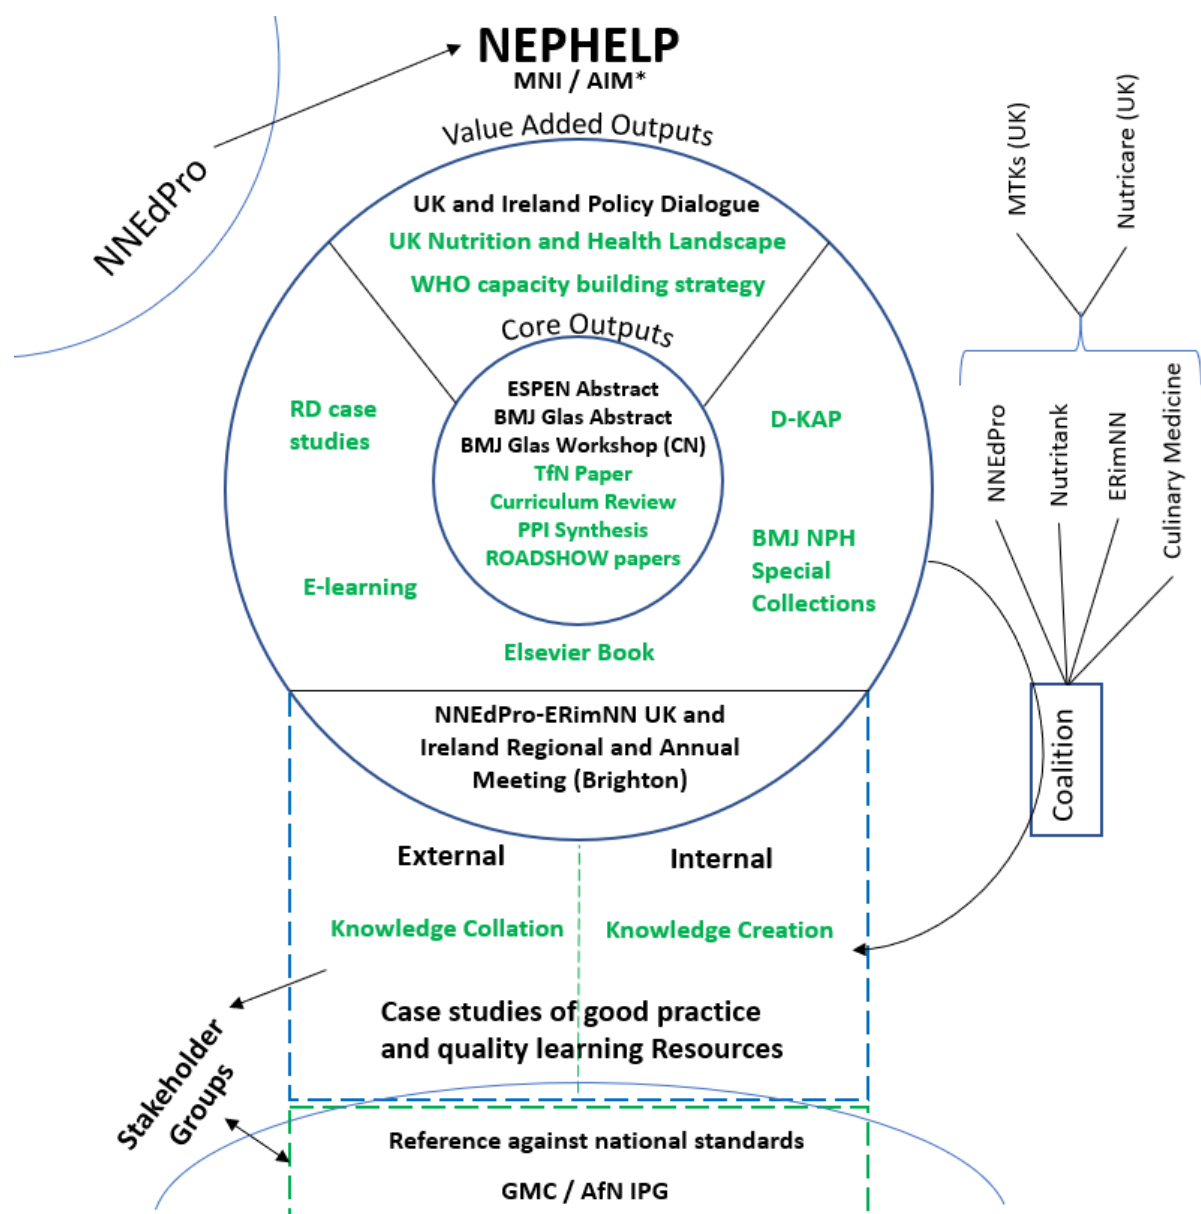 NEPHELP
MNI / AIM*
NNEdPro
Value Added Outputs
UK and Ireland Policy Dialogue
UK Nutrition and Health Landscape
WHO capacity building strategy
Core Outputs
ESPEN Abstract
BMJ Glas Abstract
BMJ Glas Workshop (CN)
TfN Paper
Curriculum Review
PPI Synthesis
ROADSHOW papers
RD case
studies
E-learning
D-KAP
BMJ NPH
Special
Collections
Elsevier Book
NNEdPro-ERimNN UK and
Ireland Regional and Annual
Meeting (Brighton)
MTKs (UK)
Nutricare (UK)
NNEdPro
Nutritank
ERimNN
Culinary Medicine
Coalition
External
Internal
Knowledge Collation
Knowledge Creation
Case studies of good practice
and quality learning Resources
Stakeholder
Groups
Reference against national standards
GMC / AfN IPG